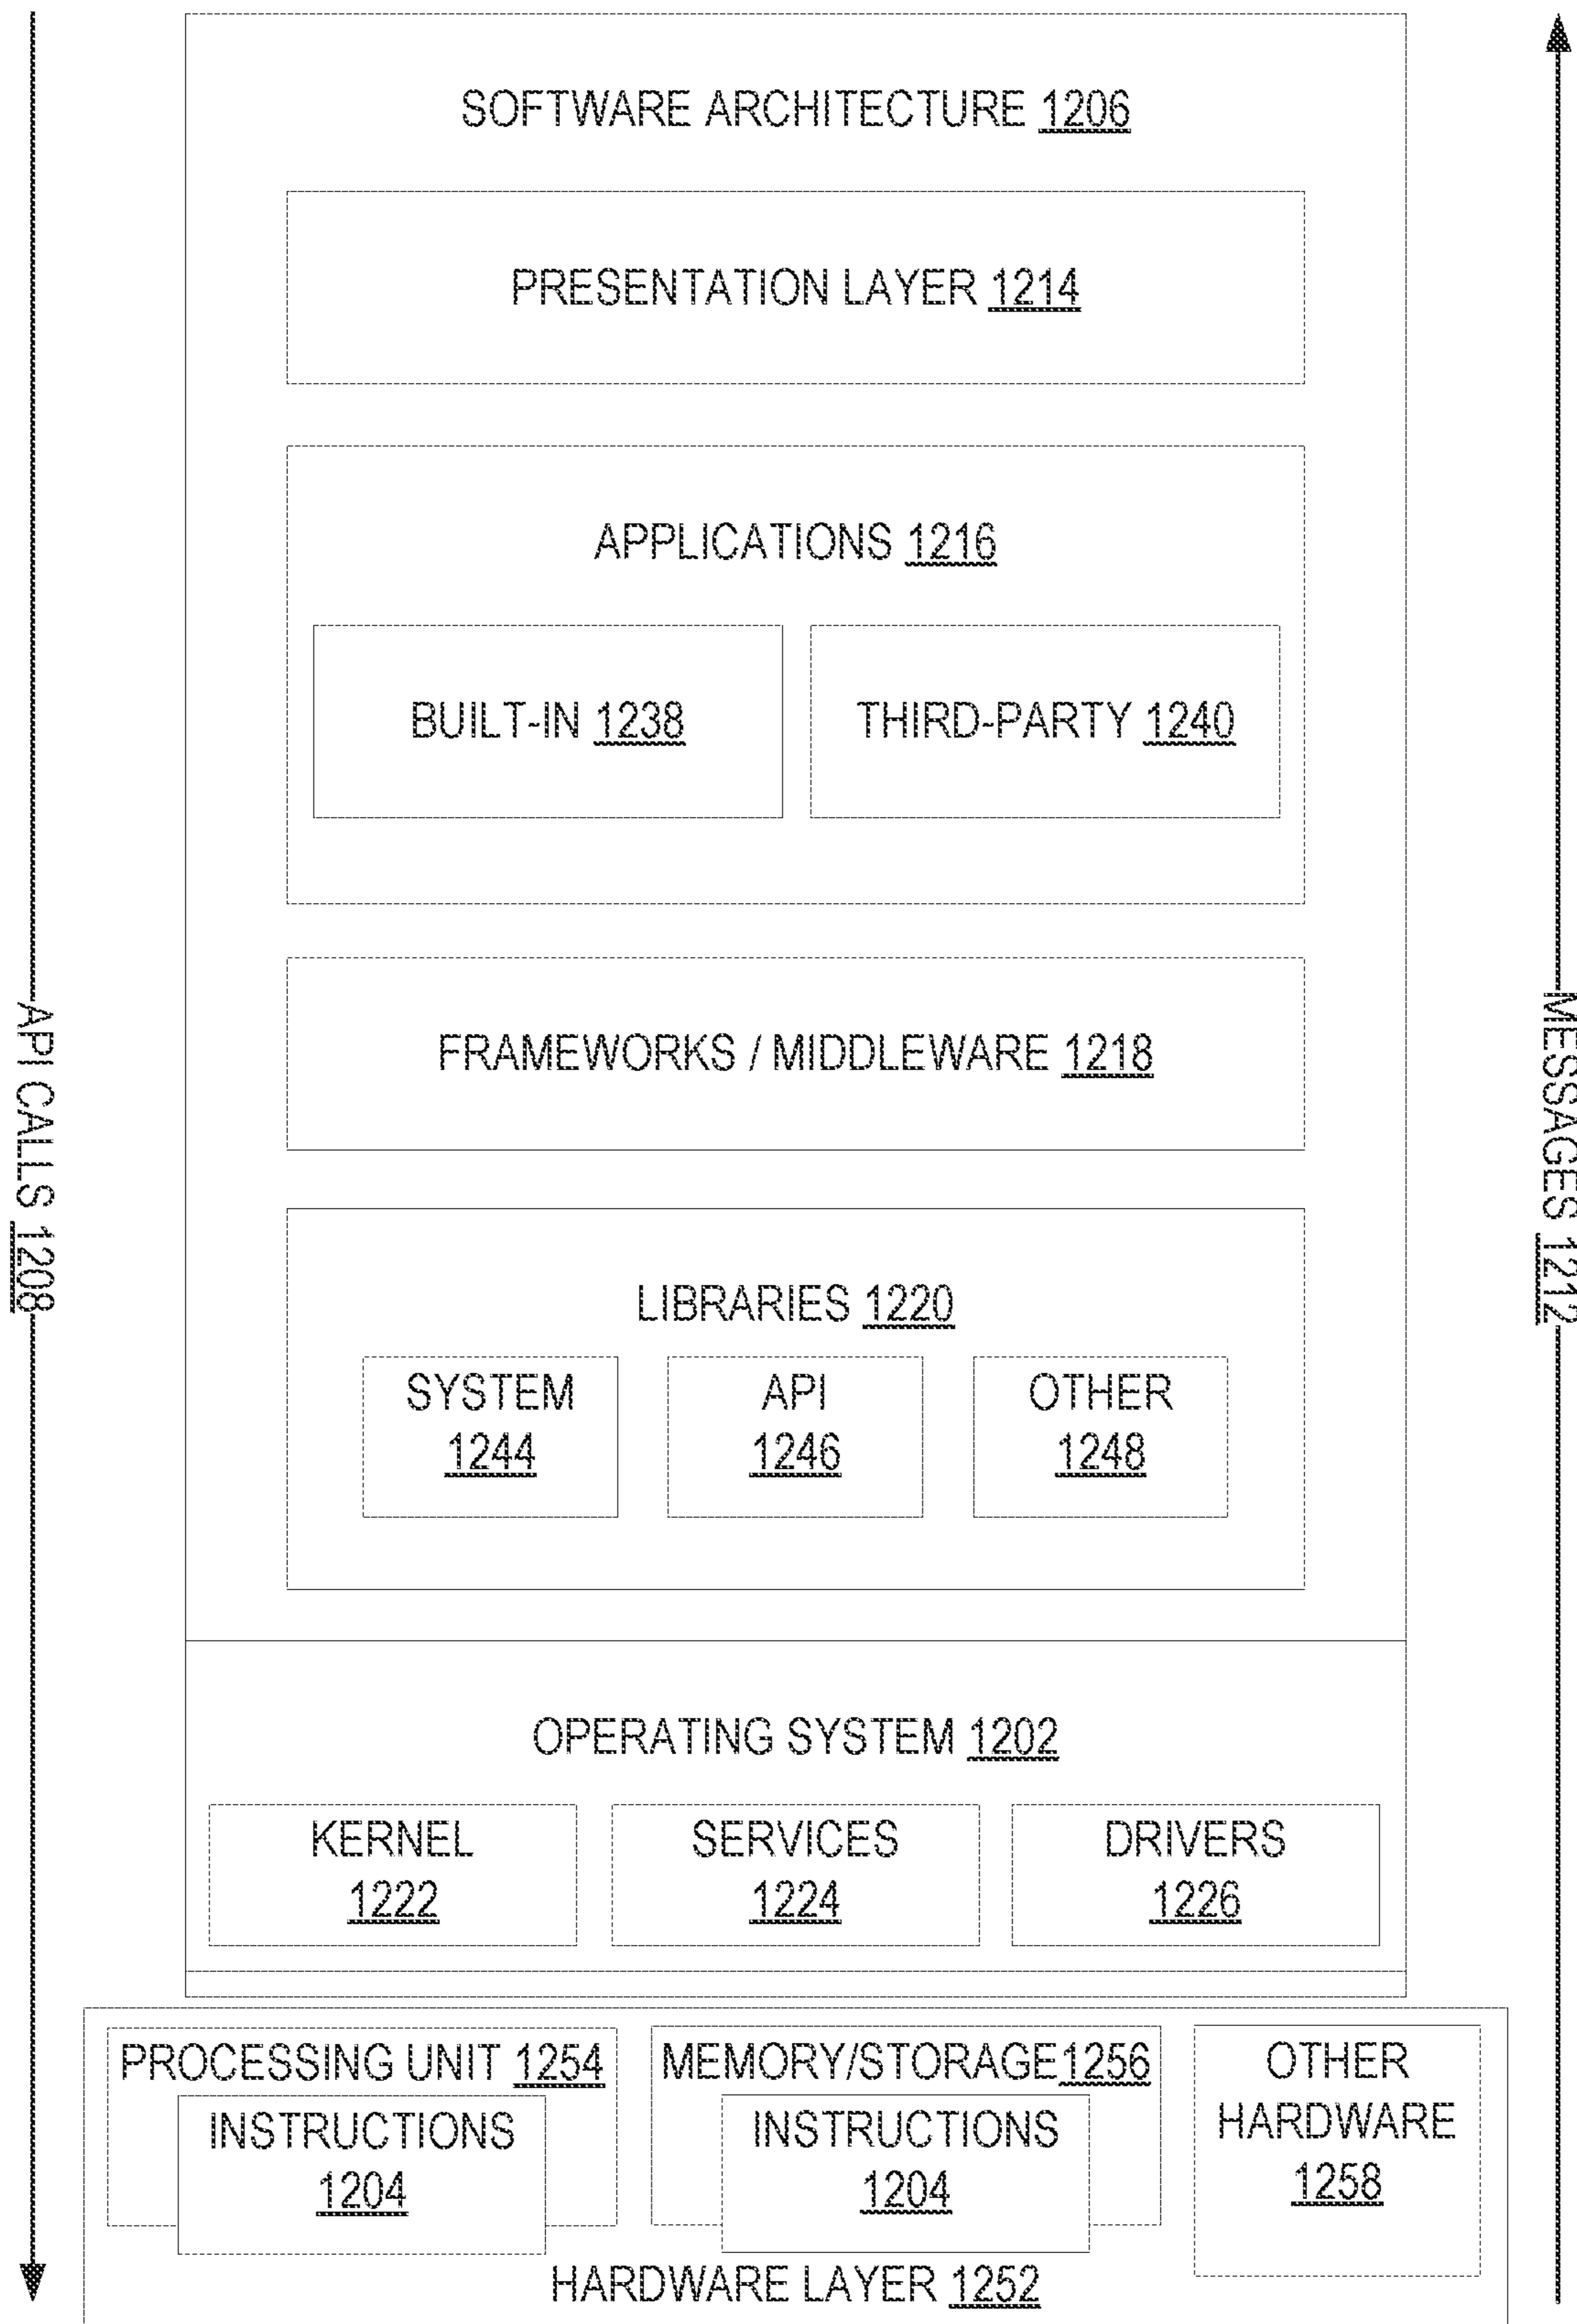 SOFTWARE ARCHITECTURE 1206
PRESENTATION LAYER 1214
APPLICATIONS 1216
BUILT-IN 1238
THIRD-PARTY 1240
FRAMEWORKS / MIDDLEWARE 1218
API CALLS 1208
MESSAGES 1212
LIBRARIES 1220
SYSTEM
1244
API
1246
OTHER
1248
OPERATING SYSTEM 1202
KERNEL
1222
SERVICES
1224
DRIVERS
1226
PROCESSING UNIT 1254
INSTRUCTIONS
1204
MEMORY/STORAGE1256
INSTRUCTIONS
1204
OTHER
HARDWARE
1258
HARDWARE LAYER 1252